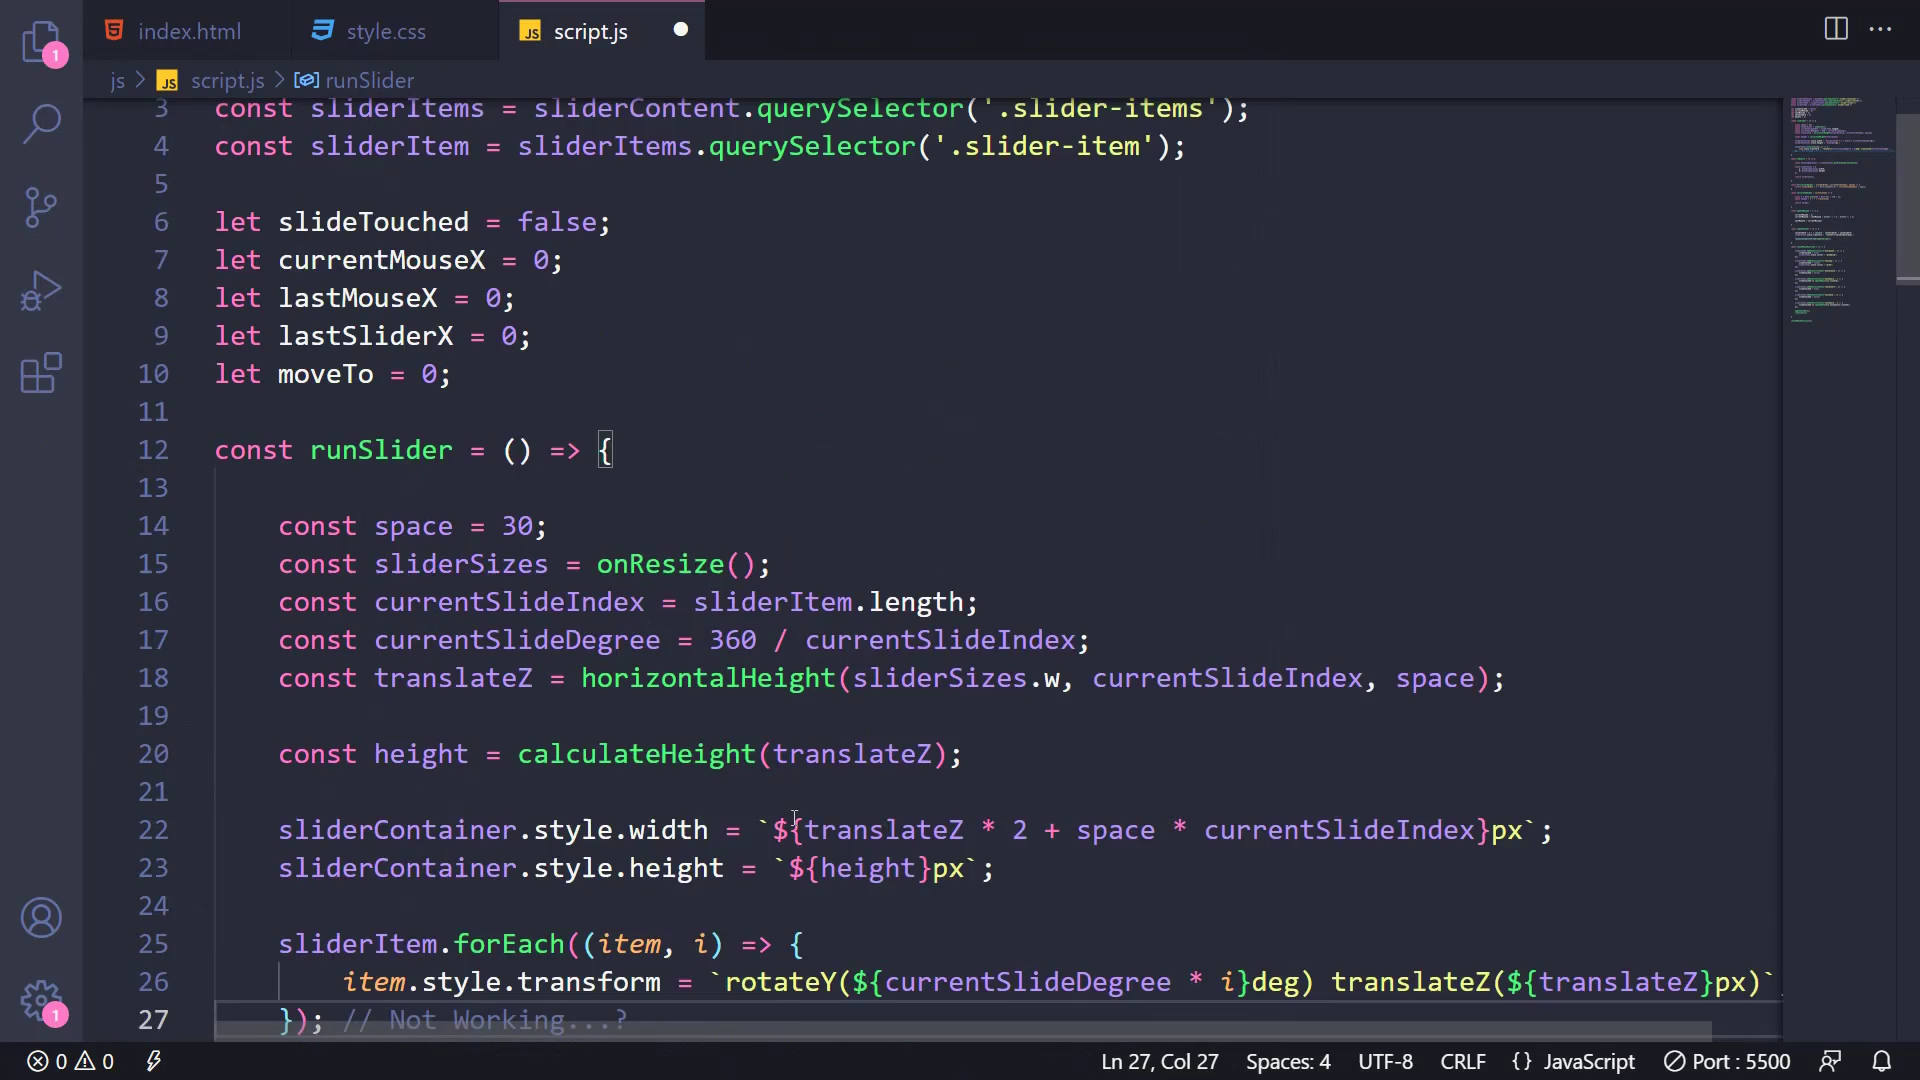 index.html
style.css
JS script.js
js > JS script.js > runSlider
1
3 const sliderItems = sliderContent.querySelector('.slider-items');
4 const sliderItem = sliderItems.querySelector('.slider-item');
5
6 let slideTouched = false;
7 let currentMouseX = 0;
8 let lastMouseX = 0;
9 let lastSliderX = 0;
10 let moveTo = 0;
11
12 const runSlider = () => {
13
14 const space = 30;
15 const sliderSizes = onResize();
16 const currentSlideIndex = sliderItem.length;
17 const currentSlideDegree = 360 / currentSlideIndex;
18 const translateZ = horizontalHeight(sliderSizes.w, currentSlideIndex, space);
19
20 const height = calculateHeight(translateZ);
21
22 sliderContainer.style.width = `${translateZ * 2 + space * currentSlideIndex}px`;
23 sliderContainer.style.height = `${height}px`;
24
25 sliderItem.forEach((item, i) => {
26 item.style.transform = `rotateY(${currentSlideDegree * i}deg) translateZ(${translateZ}px)`;
27 }); // Not Working...?
1
0 0
Ln 27, Col 27
Spaces: 4
UTF-8
CRLF
{} JavaScript
Port : 5500